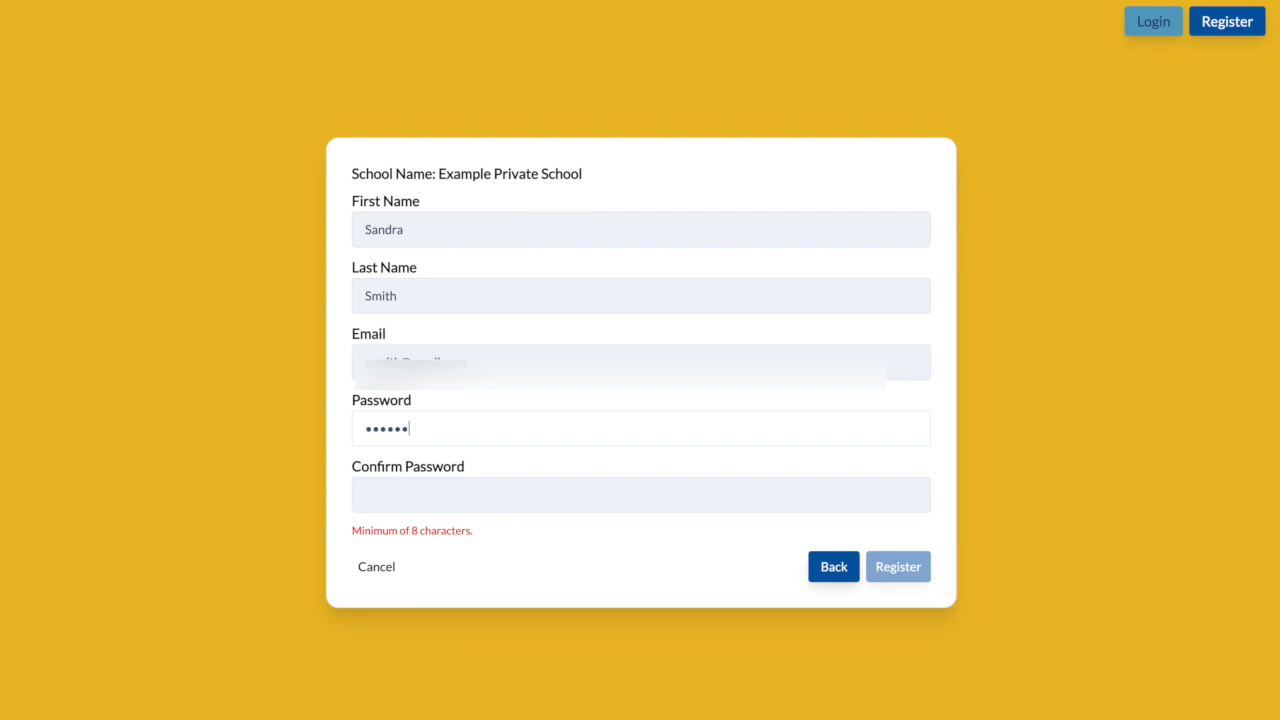 Login Register
School Name: Example Private School
First Name
Sandra
Last Name
Smith
Email
Password
••••••
Confirm Password
Minimum of 8 characters.
Cancel Back Register